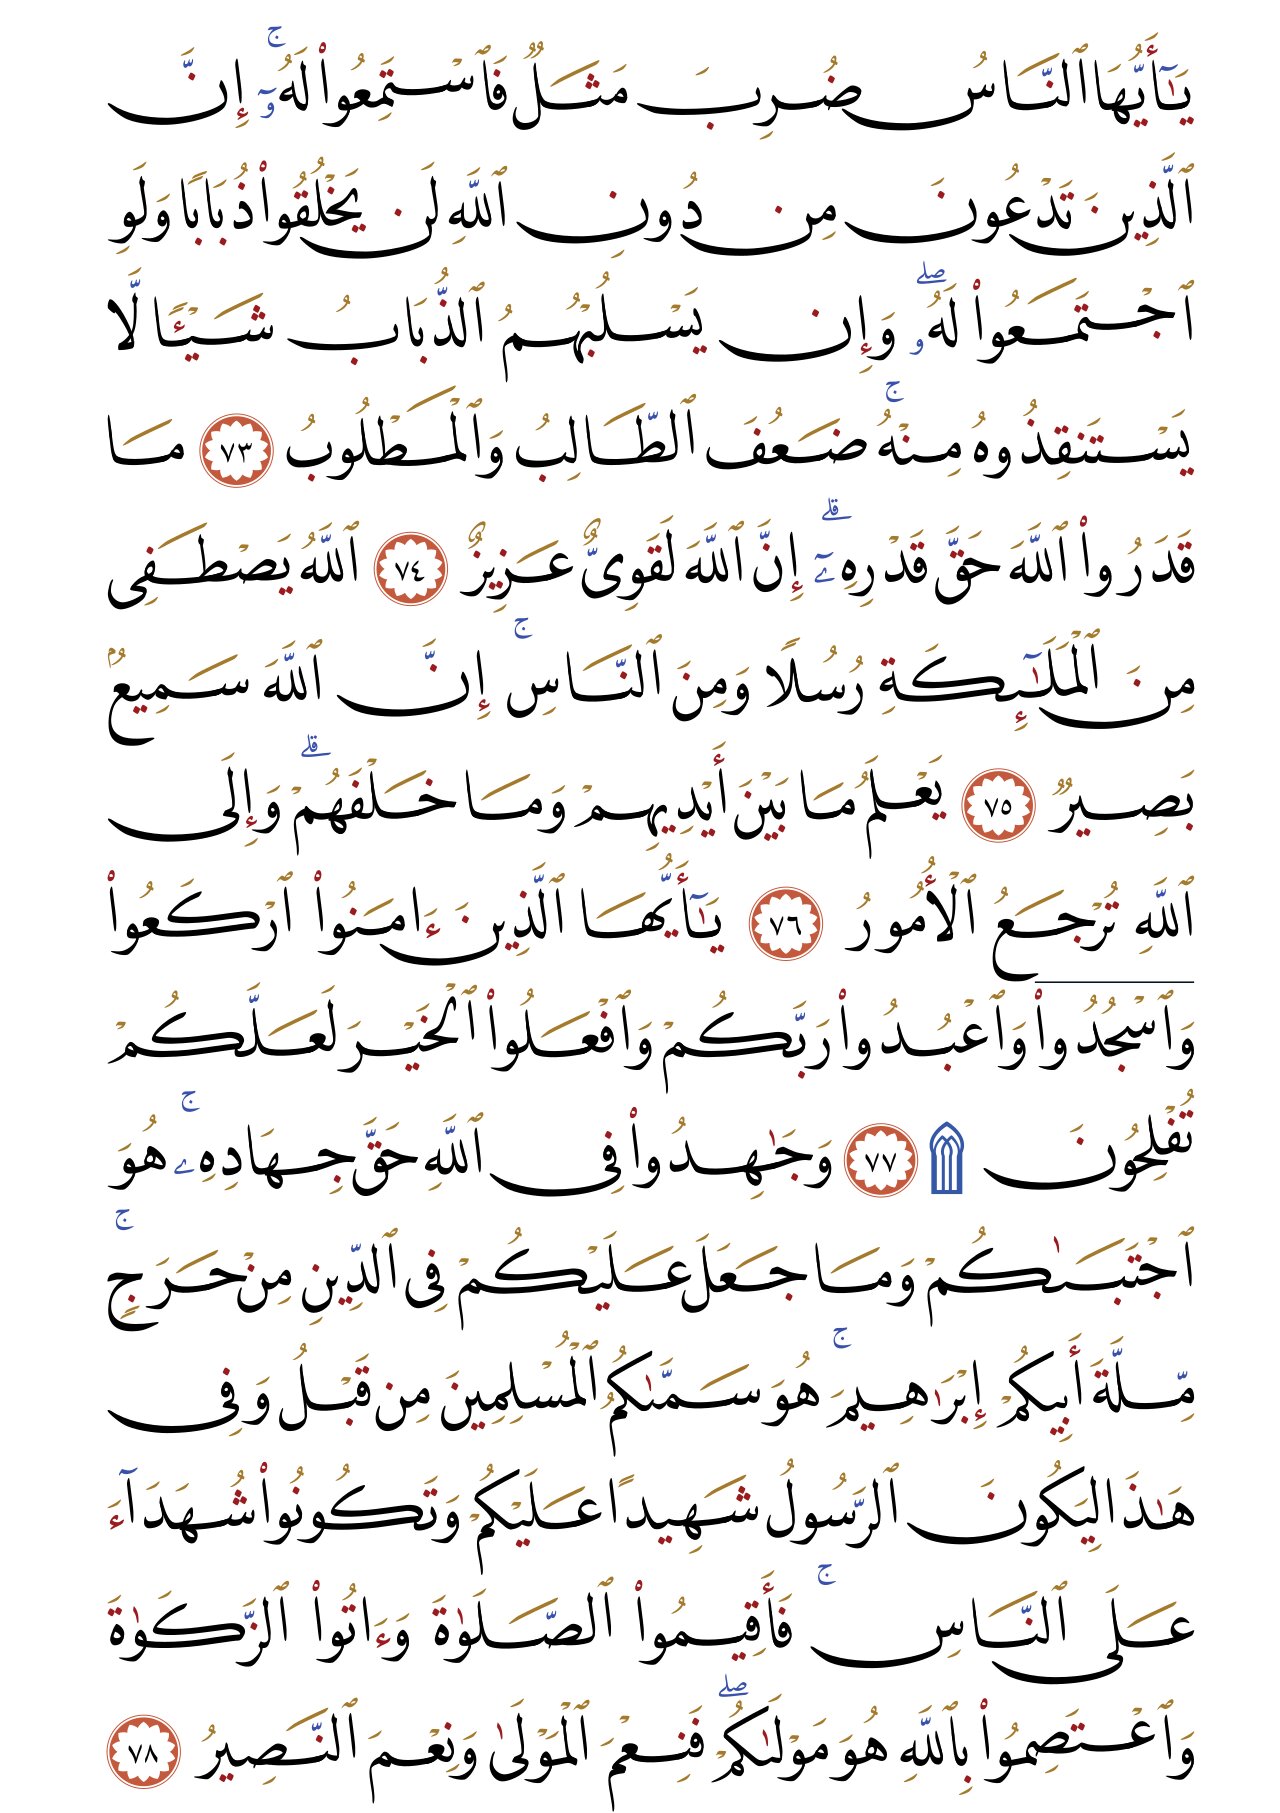 يَـٰٓأَيُّهَا ٱلنَّاسُ ضُرِبَ مَثَلٌۭ فَٱسْتَمِعُوا۟ لَهُۥٓ ۚ إِنَّ
ٱلَّذِينَ تَدْعُونَ مِن دُونِ ٱللَّهِ لَن يَخْلُقُوا۟ ذُبَابًۭا وَلَوِ
ٱجْتَمَعُوا۟ لَهُۥ ۖ وَإِن يَسْلُبْهُمُ ٱلذُّبَابُ شَيْـًۭٔا لَّا
يَسْتَنقِذُوهُ مِنْهُ ۚ ضَعُفَ ٱلطَّالِبُ وَٱلْمَطْلُوبُ ٧٣ مَا
قَدَرُوا۟ ٱللَّهَ حَقَّ قَدْرِهِۦٓ ۗ إِنَّ ٱللَّهَ لَقَوِىٌّ عَزِيزٌ ٧٤ ٱللَّهُ يَصْطَفِى
مِنَ ٱلْمَلَـٰٓئِكَةِ رُسُلًۭا وَمِنَ ٱلنَّاسِ ۚ إِنَّ ٱللَّهَ سَمِيعٌۢ
بَصِيرٌۭ ٧٥ يَعْلَمُ مَا بَيْنَ أَيْدِيهِمْ وَمَا خَلْفَهُمْ ۗ وَإِلَى
ٱللَّهِ تُرْجَعُ ٱلْأُمُورُ ٧٦ يَـٰٓأَيُّهَا ٱلَّذِينَ ءَامَنُوا۟ ٱرْكَعُوا۟
وَٱسْجُدُوا۟ وَٱعْبُدُوا۟ رَبَّكُمْ وَٱفْعَلُوا۟ ٱلْخَيْرَ لَعَلَّكُمْ
تُفْلِحُونَ ۩ ٧٧ وَجَـٰهِدُوا۟ فِى ٱللَّهِ حَقَّ جِهَادِهِۦ ۚ هُوَ
ٱجْتَبَىٰكُمْ وَمَا جَعَلَ عَلَيْكُمْ فِى ٱلدِّينِ مِنْ حَرَجٍۢ ۚ
مِّلَّةَ أَبِيكُمْ إِبْرَٰهِيمَ ۚ هُوَ سَمَّىٰكُمُ ٱلْمُسْلِمِينَ مِن قَبْلُ وَفِى
هَـٰذَا لِيَكُونَ ٱلرَّسُولُ شَهِيدًا عَلَيْكُمْ وَتَكُونُوا۟ شُهَدَآءَ
عَلَى ٱلنَّاسِ ۚ فَأَقِيمُوا۟ ٱلصَّلَوٰةَ وَءَاتُوا۟ ٱلزَّكَوٰةَ
وَٱعْتَصِمُوا۟ بِٱللَّهِ هُوَ مَوْلَىٰكُمْ ۖ فَنِعْمَ ٱلْمَوْلَىٰ وَنِعْمَ ٱلنَّصِيرُ ٧٨